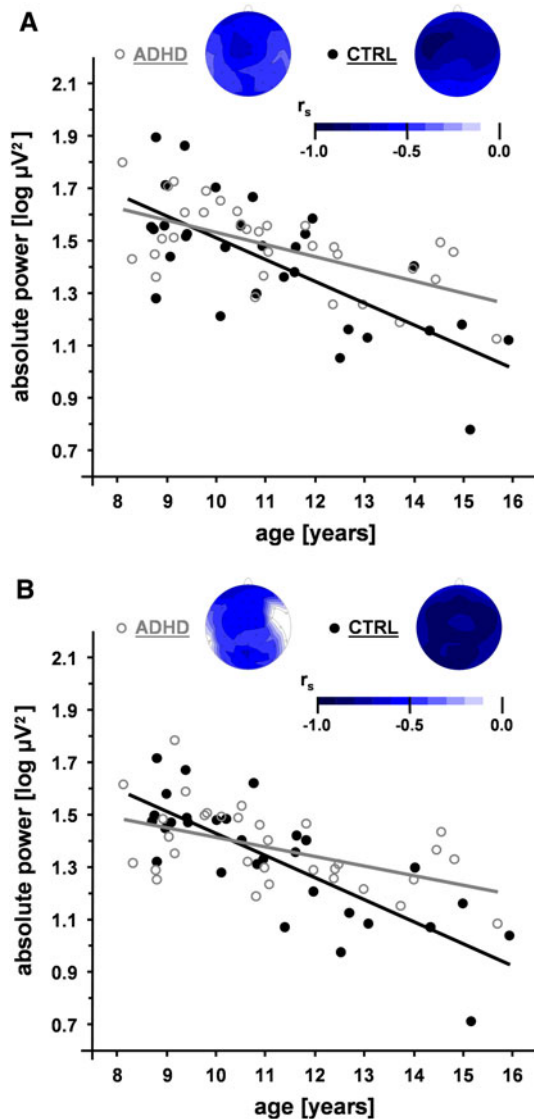 A
ADHD CTRL
r_s
-1.0 -0.5 0.0
absolute power [log µV²]
2.1
1.9
1.7
1.5
1.3
1.1
0.9
0.7
8 9 10 11 12 13 14 15 16
age [years]
B
ADHD CTRL
r_s
-1.0 -0.5 0.0
absolute power [log µV²]
2.1
1.9
1.7
1.5
1.3
1.1
0.9
0.7
8 9 10 11 12 13 14 15 16
age [years]